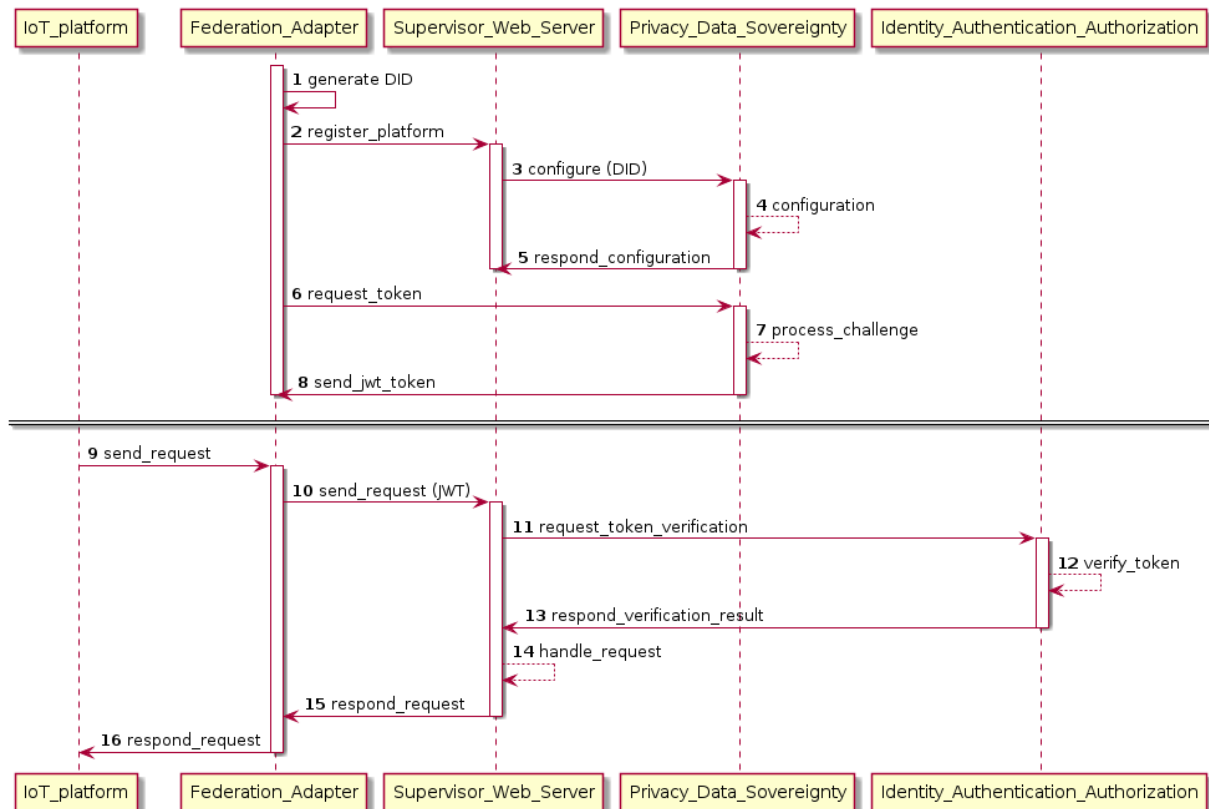 IoT_platform Federation_Adapter Supervisor_Web_Server Privacy_Data_Sovereignty Identity_Authentication_Authorization
1 generate DID
2 register_platform
3 configure (DID)
4 configuration
5 respond_configuration
6 request_token
7 process_challenge
8 send_jwt_token
9 send_request
10 send_request (JWT)
11 request_token_verification
12 verify_token
13 respond_verification_result
14 handle_request
15 respond_request
16 respond_request
IoT_platform Federation_Adapter Supervisor_Web_Server Privacy_Data_Sovereignty Identity_Authentication_Authorization